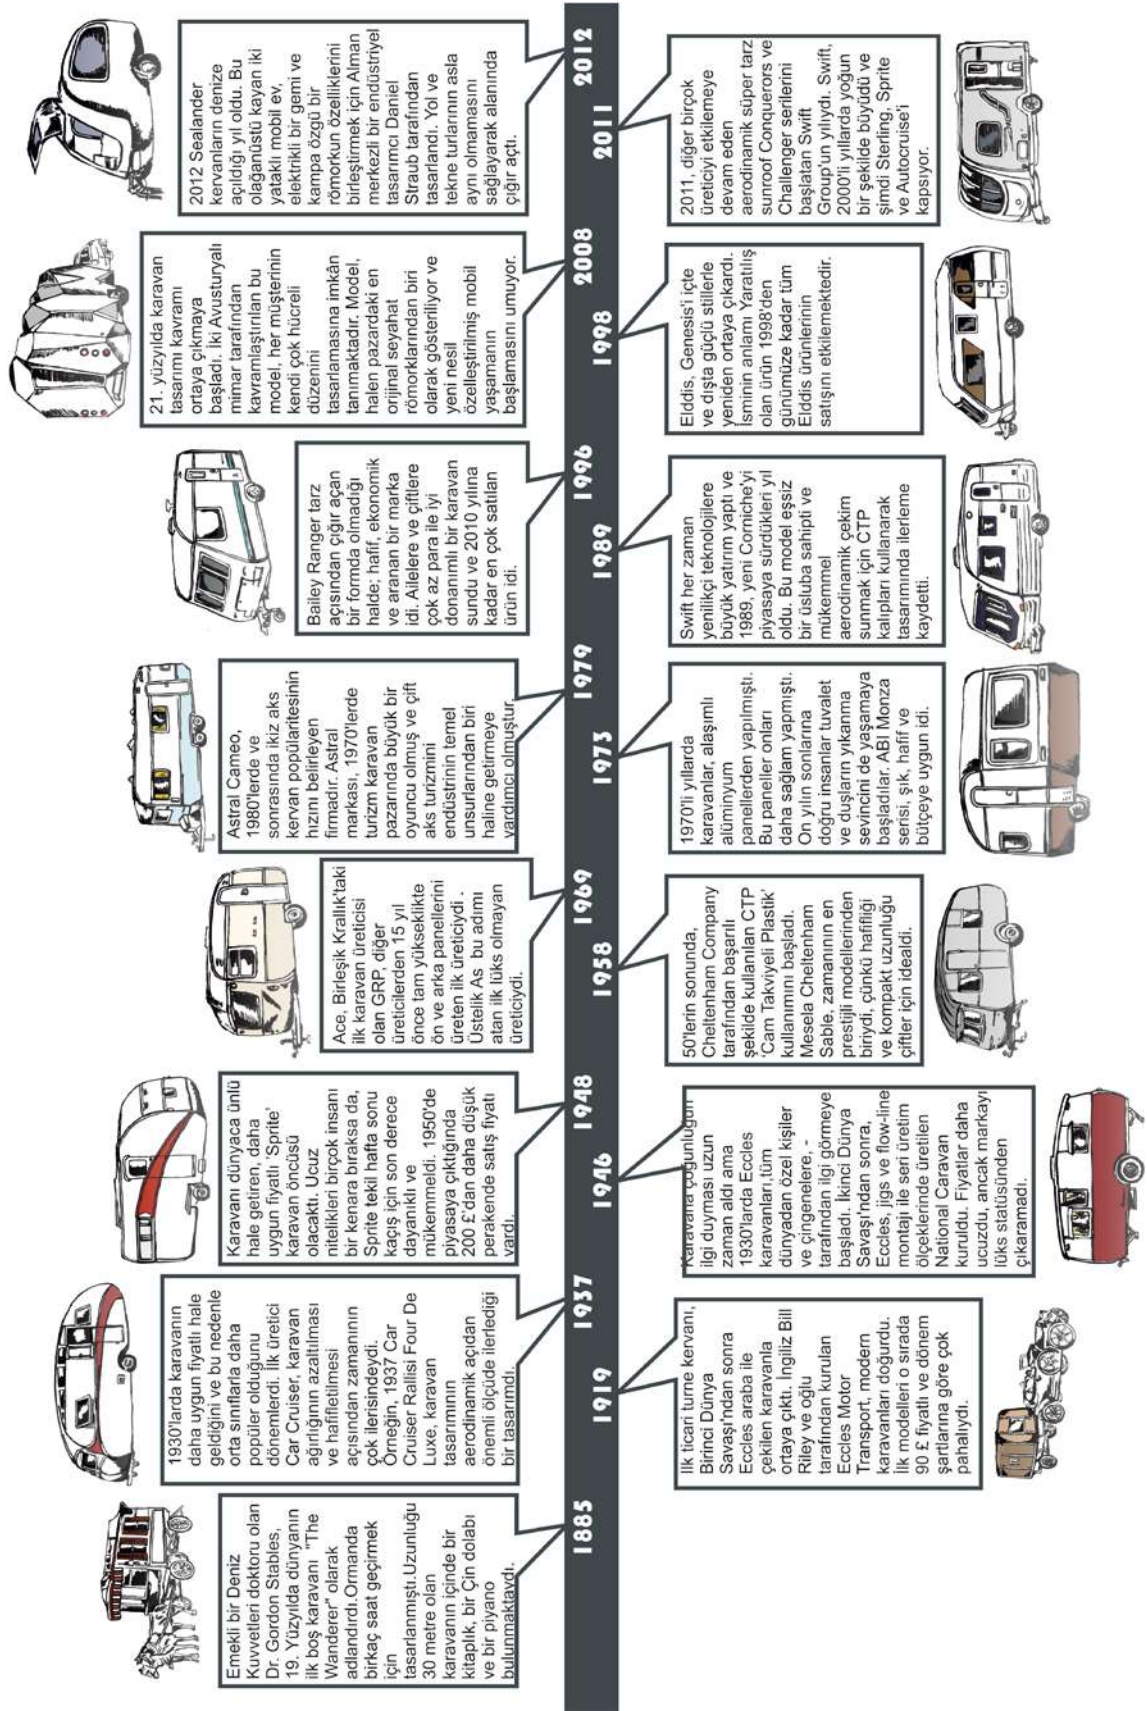 Emekli bir Deniz
Kuvvetleri doktoru olan
Dr. Gordon Stables,
19. Yüzyılda dünyanın
ilk boş karavanı "The
Wanderer" olarak
adlandırdı.Ormanda
birkaç saat geçirmek
için
tasarlanmıştı.Uzunluğu
30 metre olan
karavanın içinde bir
kitaplık, bir Çin dolabı
ve bir piyano
bulunmaktaydı.
1930'larda karavanın
daha uygun fiyatlı hale
geldiğini ve bu nedenle
orta sınıflarla daha
popüler olduğunu
dönemlerdi. İlk üretici
Car Cruiser, karavan
ağırlığının azaltılması
ve hafifletilmesi
açısından zamanının
çok ilerisindeydi.
Örneğin, 1937 Car
Cruiser Rallisi Four De
Luxe, karavan
tasarımının
aerodinamik açıdan
önemli ölçüde ilerlediği
bir tasarımdı.
Karavanı dünyaca ünlü
hale getiren, daha
uygun fiyatlı 'Sprite'
karavan öncüsü
olacaktı. Ucuz
nitelikleri birçok insanı
bir kenara bıraksa da,
Sprite tekil hafta sonu
kaçış için son derece
dayanıklı ve
mükemmeldi. 1950'de
piyasaya çıktığında
200 £'dan daha düşük
perakende satış fiyatı
vardı.
Ace, Birleşik Krallık'taki
ilk karavan üreticisi
olan GRP, diğer
üreticilerden 15 yıl
önce tam yükseklikte
ön ve arka panellerini
üreten ilk üreticiydi .
Üstelik As bu adımı
atan ilk lüks olmayan
üreticiydi.
Astral Cameo,
1980'lerde ve
sonrasında ikiz aks
kervan popülaritesinin
hızını belirleyen
firmadır. Astral
markası, 1970'lerde
turizm karavan
pazarında büyük bir
oyuncu olmuş ve çift
aks turizmini
endüstrinin temel
unsurlarından biri
haline getirmeye
yardımcı olmuştur.
Bailey Ranger tarz
açısından çığır açan
bir formda olmadığı
halde; hafif, ekonomik
ve aranan bir marka
idi. Ailelere ve çiftlere
çok az para ile iyi
donanımlı bir karavan
sundu ve 2010 yılına
kadar en çok satılan
ürün idi.
21. yüzyılda karavan
tasarımı kavramı
ortaya çıkmaya
başladı. İki Avusturyalı
mimar tarafından
kavramlaştırılan bu
model, her müşterinin
kendi çok hücreli
düzenini
tasarlamasına imkân
tanımaktadır. Model,
halen pazardaki en
orijinal seyahat
römorklarından biri
olarak gösteriliyor ve
yeni nesil
özelleştirilmiş mobil
yaşamanın
başlamasını umuyor.
2012 Sealander
kervanların denize
açıldığı yıl oldu. Bu
olağanüstü kayan iki
yataklı mobil ev,
elektrikli bir gemi ve
kampa özgü bir
römorkun özelliklerini
birleştirmek için Alman
merkezli bir endüstriyel
tasarımcı Daniel
Straub tarafından
tasarlandı. Yol ve
tekne turlarının asla
aynı olmamasını
sağlayarak alanında
çığır açtı.
1885 1919 1937 1946 1948 1958 1969 1973 1979 1989 1996 1998 2008 2011 2012
İlk ticari turne kervanı,
Birinci Dünya
Savaşı'ndan sonra
Eccles araba ile
çekilen karavanla
ortaya çıktı. İngiliz Bill
Riley ve oğlu
tarafından kurulan
Eccles Motor
Transport, modern
karavanları doğurdu.
İlk modelleri o sırada
90 £ fiyatlı ve dönem
şartlarına göre çok
pahalıydı.
Karavana çoğunluğun
ilgi duyması uzun
zaman aldı ama
1930'larda Eccles
karavanları,tüm
dünyadan özel kişiler
ve çingenelere, -
tarafından ilgi görmeye
başladı. İkinci Dünya
Savaşı'ndan sonra,
Eccles, jigs ve flow-line
montajı ile seri üretim
ölçeklerinde üretilen
National Caravan
kuruldu. Fiyatlar daha
ucuzdu, ancak markayı
lüks statüsünden
çıkaramadı.
50'lerin sonunda,
Cheltenham Company
tarafından başarılı
şekilde kullanılan CTP
'Cam Takviyeli Plastik'
kullanımını başladı.
Mesela Cheltenham
Sable, zamanının en
prestijli modellerinden
biriydi, çünkü hafifliği
ve kompakt uzunluğu
çiftler için idealdi.
1970'li yıllarda
karavanlar, alaşımlı
alüminyum
panellerden yapılmıştı.
Bu paneller onları
daha sağlam yapmıştı.
On yılın sonlarına
doğru insanlar tuvalet
ve duşların yıkanma
sevincini de yaşamaya
başladılar. ABI Monza
serisi, şık, hafif ve
bütçeye uygun idi.
Swift her zaman
yenilikçi teknolojilere
büyük yatırım yaptı ve
1989, yeni Corniche'yi
piyasaya sürdükleri yıl
oldu. Bu model eşsiz
bir üsluba sahipti ve
mükemmel
aerodinamik çekim
sunmak için CTP
kalıpları kullanarak
tasarımında ilerleme
kaydetti.
Elddis, Genesis'i içte
ve dışta güçlü stillerle
yeniden ortaya çıkardı.
İsminin anlamı Yaratılış
olan ürün 1998'den
günümüze kadar tüm
Elddis ürünlerinin
satışını etkilemektedir.
2011, diğer birçok
üreticiyi etkilemeye
devam eden
aerodinamik süper tarz
sunroof Conquerors ve
Challenger serilerini
başlatan Swift
Group'un yılıydı. Swift,
2000'li yıllarda yoğun
bir şekilde büyüdü ve
şimdi Sterling, Sprite
ve Autocruise'i
kapsıyor.